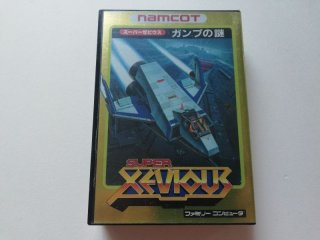 namcot
スーパーゼビウス
ガンプの謎
SUPER
XEVIOUS
ファミリーコンピュータ